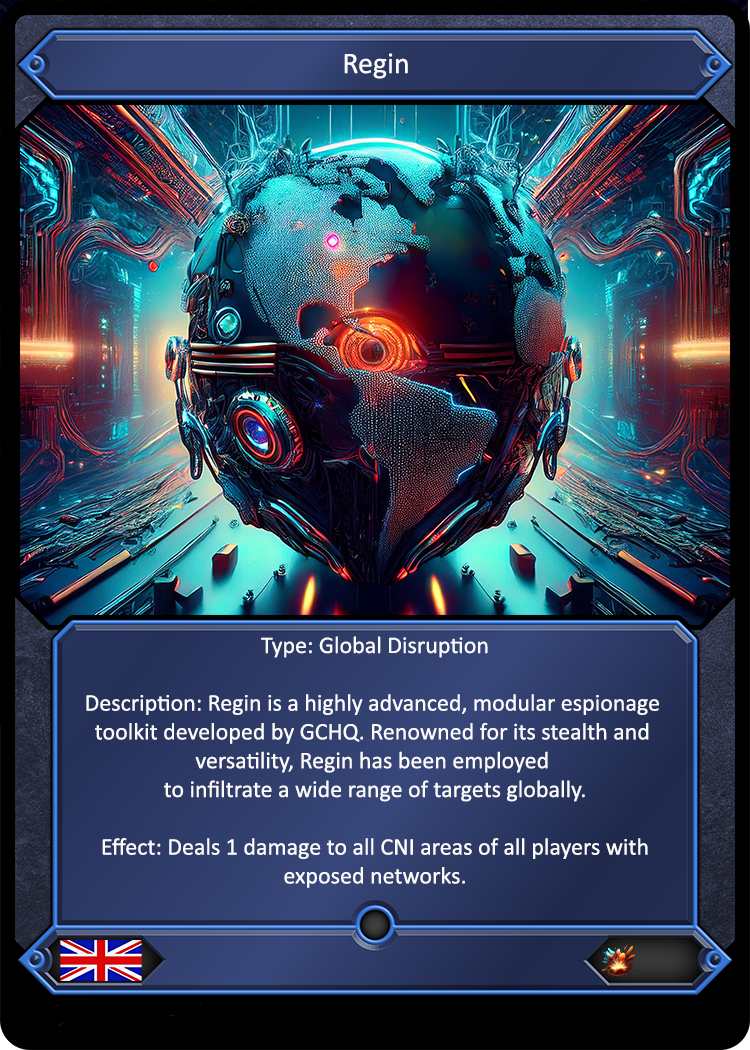 Regin
Type: Global Disruption
Description: Regin is a highly advanced, modular espionage
toolkit developed by GCHQ. Renowned for its stealth and
versatility, Regin has been employed
to infiltrate a wide range of targets globally.
Effect: Deals 1 damage to all CNI areas of all players with
exposed networks.